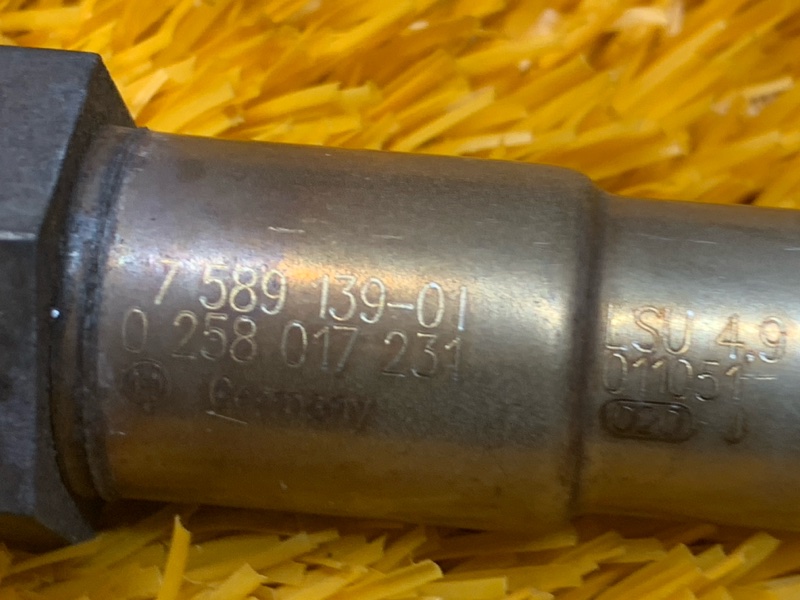 7 589 139-01
0 258 017 231
Germany
LSU 4.9
011051-